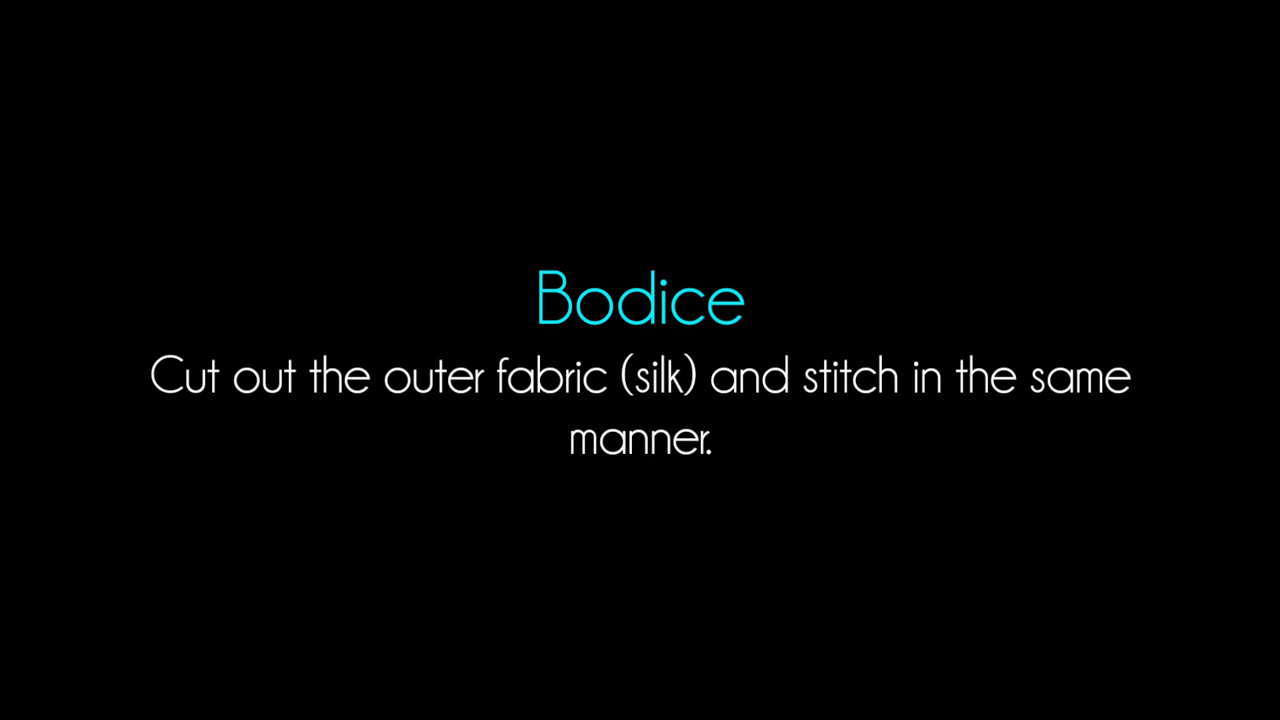 Bodice
Cut out the outer fabric (silk) and stitch in the same
manner.